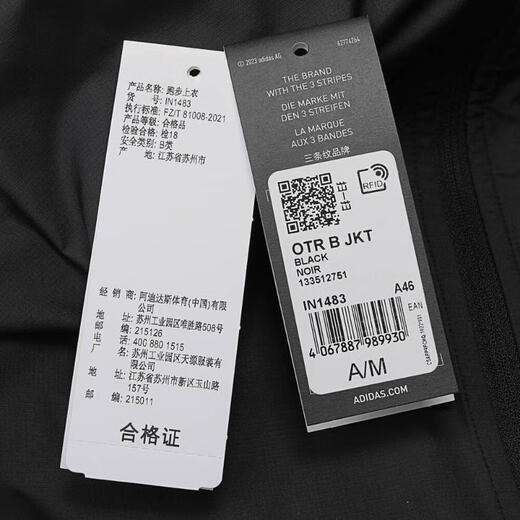 产品名称: 跑步上衣
货 号: IN1483
执行标准: FZ/T 81008-2021
产品等级: 合格品
检验合格: 检18
安全类别: B类
产 地: 江苏省苏州市
经 销 商: 阿迪达斯体育(中国)有限
公司
地 址: 苏州工业园区唯胜路508号
邮 编: 215126
电 话: 400 880 1515
厂 名: 苏州工业园区天源服装有
限公司
地 址: 江苏省苏州市新区玉山路
157号
邮 编: 215011
合格证
© 2023 adidas AG
62774264
THE BRAND
WITH THE 3 STRIPES
DIE MARKE MIT
DEN 3 STREIFEN
LA MARQUE
AUX 3 BANDES
三条纹品牌
RFID
OTR B JKT
BLACK
NOIR
133512751
IN1483
A46
EAN
4 067887 989930
A/M
ADIDAS.COM